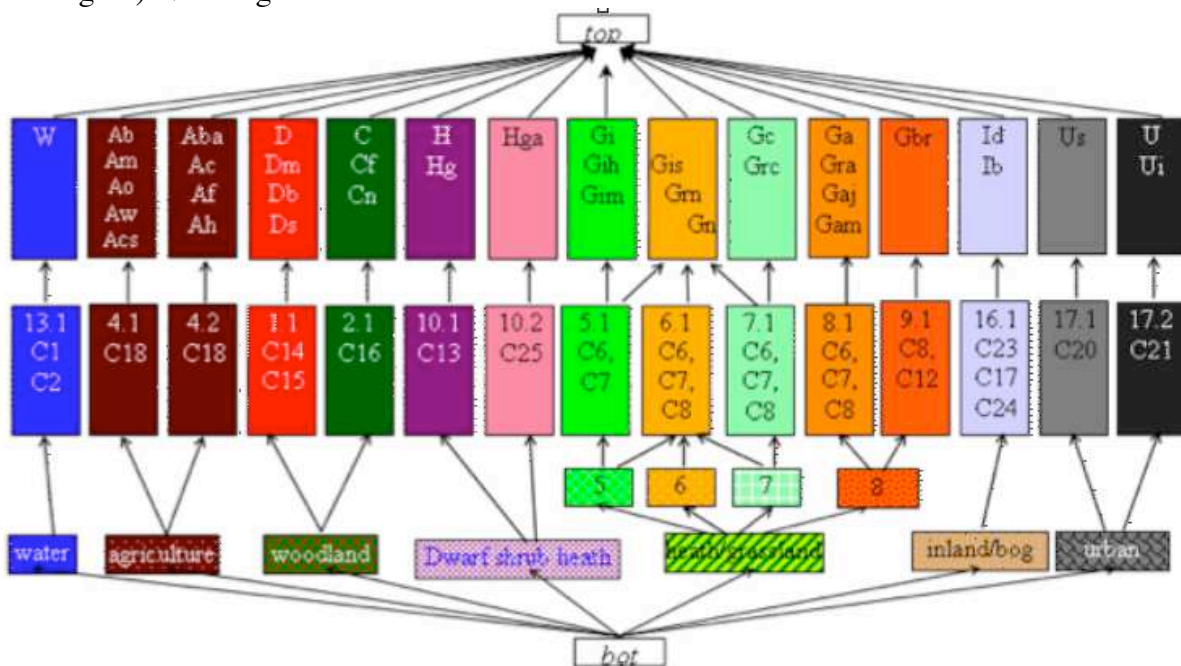 top
W
Ab
Am
Ao
Aw
Acs
Aba
Ac
Af
Ah
D
Dm
Db
Ds
C
Cf
Cn
H
Hg
Hga
Gi
Gih
Gim
Gis
Grn
Gn
Gc
Grc
Ga
Gra
Gaj
Gam
Gbr
Id
Ib
Us
U
Ui
13.1
C1
C2
4.1
C18
4.2
C18
1.1
C14
C15
2.1
C16
10.1
C13
10.2
C25
5.1
C6,
C7
6.1
C6,
C7,
C8
7.1
C6,
C7,
C8
8.1
C6,
C7,
C8
9.1
C8,
C12
16.1
C23
C17
C24
17.1
C20
17.2
C21
5
6
7
8
water
agriculture
woodland
Dwarf shrub heath
heath/grassland
inland/bog
urban
bot